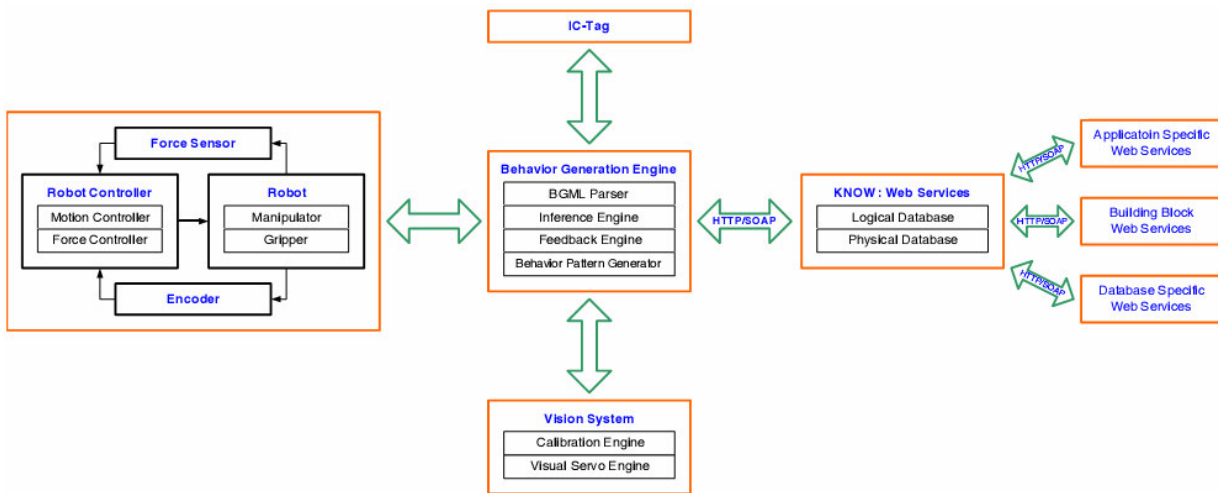 IC-Tag
Force Sensor
Robot Controller
Motion Controller
Force Controller
Robot
Manipulator
Gripper
Encoder
Behavior Generation Engine
BGML Parser
Inference Engine
Feedback Engine
Behavior Pattern Generator
HTTP/SOAP
KNOW : Web Services
Logical Database
Physical Database
HTTP/SOAP
Applicatoin Specific
Web Services
HTTP/SOAP
Building Block
Web Services
HTTP/SOAP
Database Specific
Web Services
Vision System
Calibration Engine
Visual Servo Engine